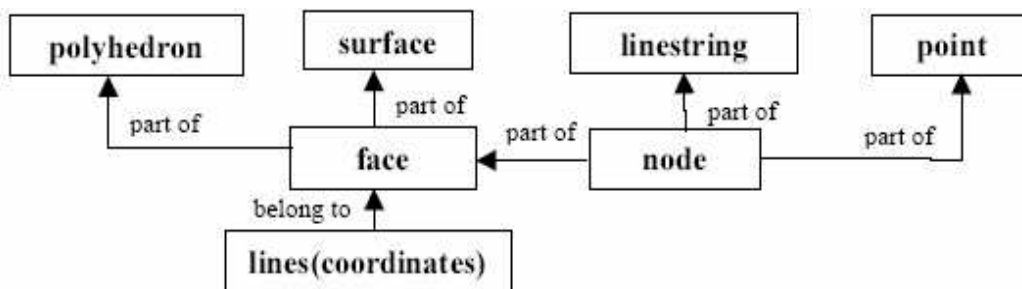 polyhedron
surface
linestring
point
part of
part of
part of
part of
part of
face
node
belong to
lines(coordinates)